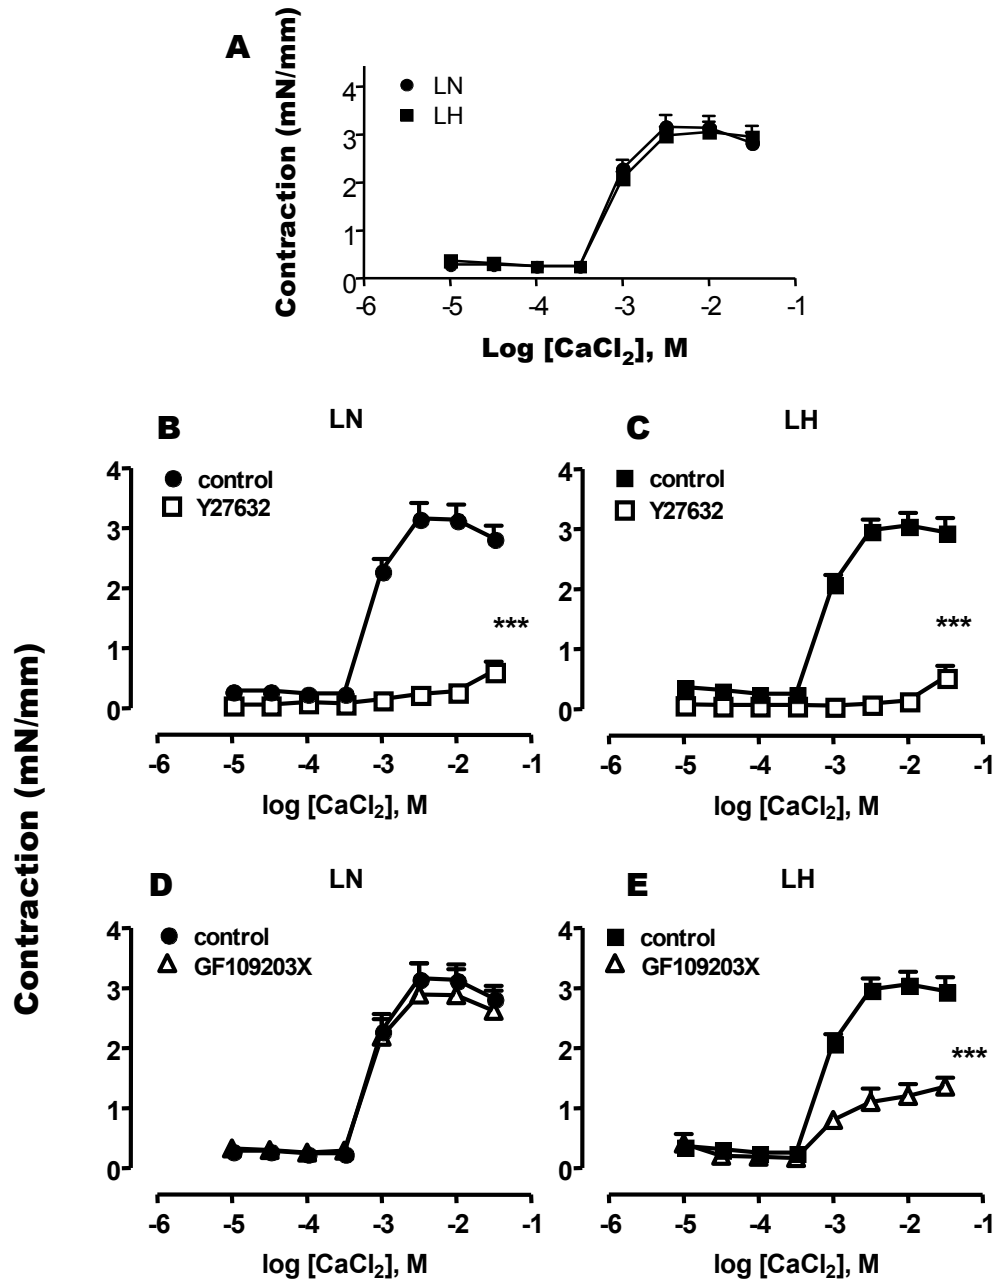 A
Contraction (mN/mm)
LN
LH
4
3
2
1
0
-6 -5 -4 -3 -2 -1
Log [CaCl₂], M
Contraction (mN/mm)
B LN
control
Y27632
4
3
2
1
0
***
-6 -5 -4 -3 -2 -1
log [CaCl₂], M
C LH
control
Y27632
4
3
2
1
0
***
-6 -5 -4 -3 -2 -1
log [CaCl₂], M
D LN
control
GF109203X
4
3
2
1
0
-6 -5 -4 -3 -2 -1
log [CaCl₂], M
E LH
control
GF109203X
4
3
2
1
0
***
-6 -5 -4 -3 -2 -1
log [CaCl₂], M